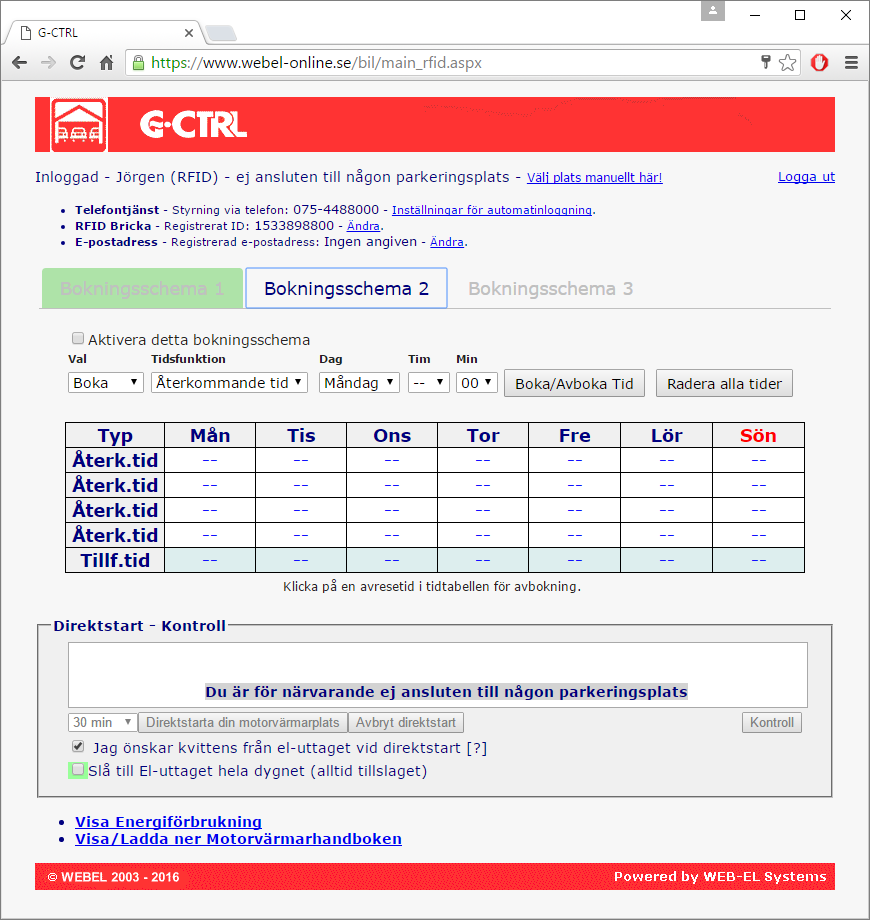 G-CTRL
https://www.webel-online.se/bil/main_rfid.aspx
G-CTRL
Inloggad - Jörgen (RFID) - ej ansluten till någon parkeringsplats - Välj plats manuellt här! Logga ut
• Telefontjänst - Styrning via telefon: 075-4488000 - Inställningar för automatinloggning.
• RFID Bricka - Registrerat ID: 1533898800 - Ändra.
• E-postadress - Registrerad e-postadress: Ingen angiven - Ändra.
Bokningsschema 1 Bokningsschema 2 Bokningsschema 3
Aktivera detta bokningsschema
Val Tidsfunktion Dag Tim Min
Boka Återkommande tid Måndag -- 00 Boka/Avboka Tid Radera alla tider
Typ Mån Tis Ons Tor Fre Lör Sön
Återk.tid -- -- -- -- -- -- --
Återk.tid -- -- -- -- -- -- --
Återk.tid -- -- -- -- -- -- --
Återk.tid -- -- -- -- -- -- --
Tillf.tid -- -- -- -- -- -- --
Klicka på en avresetid i tidtabellen för avbokning.
Direktstart - Kontroll
Du är för närvarande ej ansluten till någon parkeringsplats
30 min Direktstarta din motorvärmarplats Avbryt direktstart Kontroll
Jag önskar kvittens från el-uttaget vid direktstart [?]
Slå till El-uttaget hela dygnet (alltid tillslaget)
• Visa Energiförbrukning
• Visa/Ladda ner Motorvärmarhandboken
© WEBEL 2003 - 2016 Powered by WEB-EL Systems